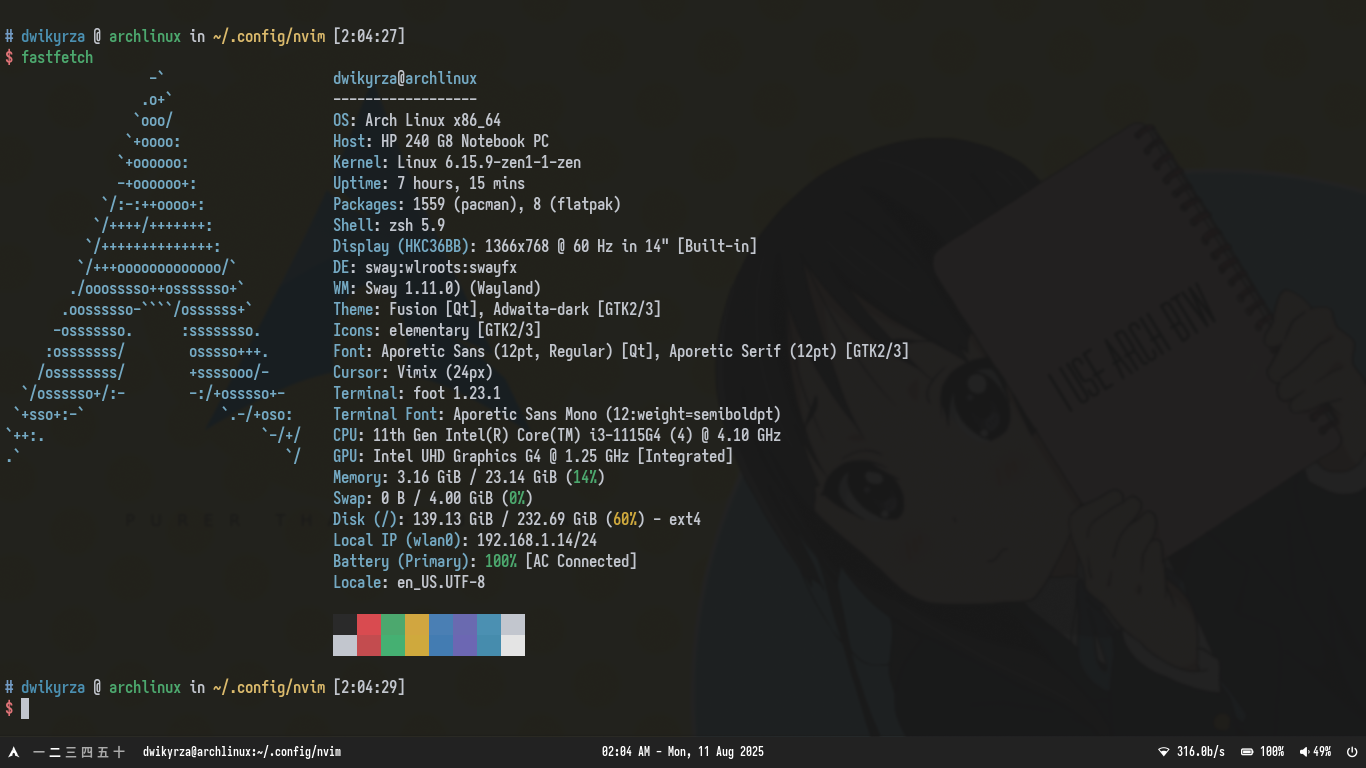 # dwikyrza @ archlinux in ~/.config/nvim [2:04:27]
$ fastfetch
-`
.o+`
`ooo/
`+oooo:
`+oooooo:
-+oooooo+:
`/:-:++oooo+:
`/++++/+++++++:
`/++++++++++++++:
`/+++ooooooooooooo/`
./ooosssso++osssssso+`
.oossssso-````/ossssss+`
-osssssso. :ssssssso.
:osssssss/ osssso+++.
/ossssssss/ +ssssooo/-
`/ossssso+/:- -:/+osssso+-
`+sso+:-` `.-/+oso:
`++:. `-/+/
.` `/
dwikyrza@archlinux
------------------
OS: Arch Linux x86_64
Host: HP 240 G8 Notebook PC
Kernel: Linux 6.15.9-zen1-1-zen
Uptime: 7 hours, 15 mins
Packages: 1559 (pacman), 8 (flatpak)
Shell: zsh 5.9
Display (HKC36BB): 1366x768 @ 60 Hz in 14" [Built-in]
DE: sway:wlroots:swayfx
WM: Sway 1.11.0) (Wayland)
Theme: Fusion [Qt], Adwaita-dark [GTK2/3]
Icons: elementary [GTK2/3]
Font: Aporetic Sans (12pt, Regular) [Qt], Aporetic Serif (12pt) [GTK2/3]
Cursor: Vimix (24px)
Terminal: foot 1.23.1
Terminal Font: Aporetic Sans Mono (12:weight=semiboldpt)
CPU: 11th Gen Intel(R) Core(TM) i3-1115G4 (4) @ 4.10 GHz
GPU: Intel UHD Graphics G4 @ 1.25 GHz [Integrated]
Memory: 3.16 GiB / 23.14 GiB (14%)
Swap: 0 B / 4.00 GiB (0%)
Disk (/): 139.13 GiB / 232.69 GiB (60%) - ext4
Local IP (wlan0): 192.168.1.14/24
Battery (Primary): 100% [AC Connected]
Locale: en_US.UTF-8
I USE ARCH BTW
# dwikyrza @ archlinux in ~/.config/nvim [2:04:29]
$
一 二 三 四 五 十 dwikyrza@archlinux:~/.config/nvim 02:04 AM - Mon, 11 Aug 2025 316.0b/s 100% 49%